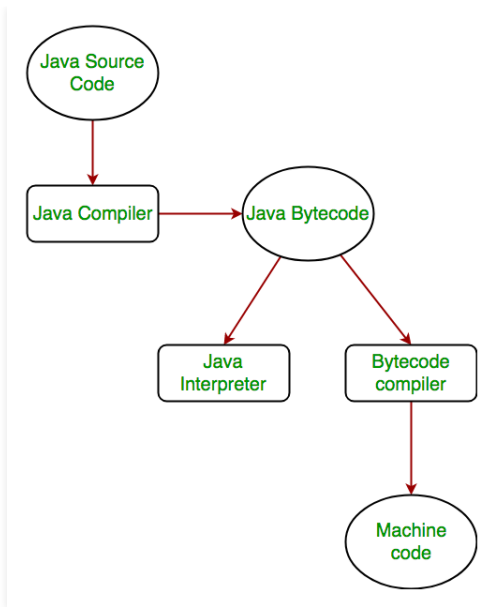 Java Source
Code
Java Compiler
Java Bytecode
Java
Interpreter
Bytecode
compiler
Machine
code